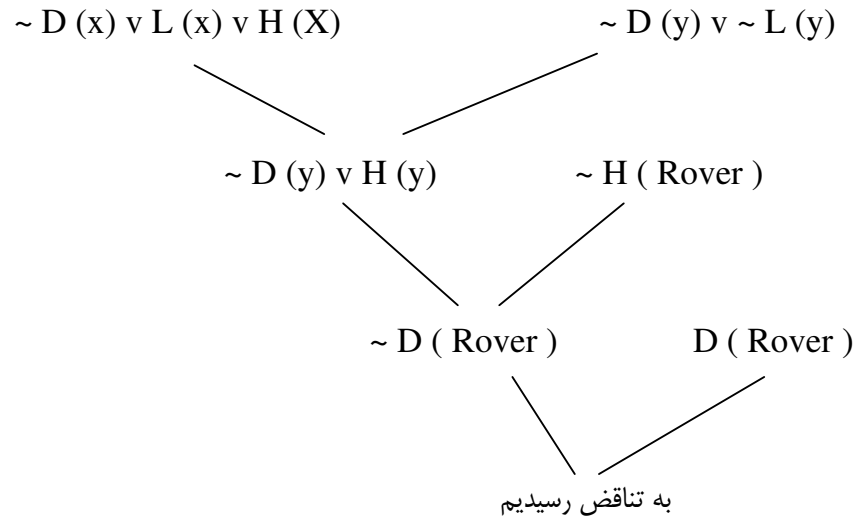 ~ D (x) v L (x) v H (X) ~ D (y) v ~ L (y)
~ D (y) v H (y) ~ H ( Rover )
~ D ( Rover ) D ( Rover )
به تناقض رسیدیم